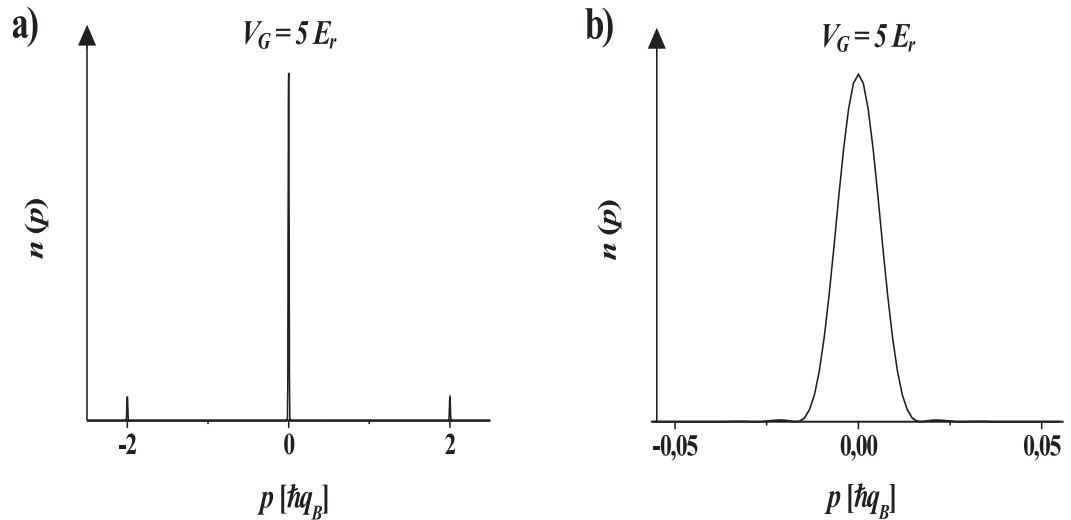 a)
V_G = 5 E_r
n (p)
-2 0 2
p [ħq_B]
b)
V_G = 5 E_r
n (p)
-0,05 0,00 0,05
p [ħq_B]